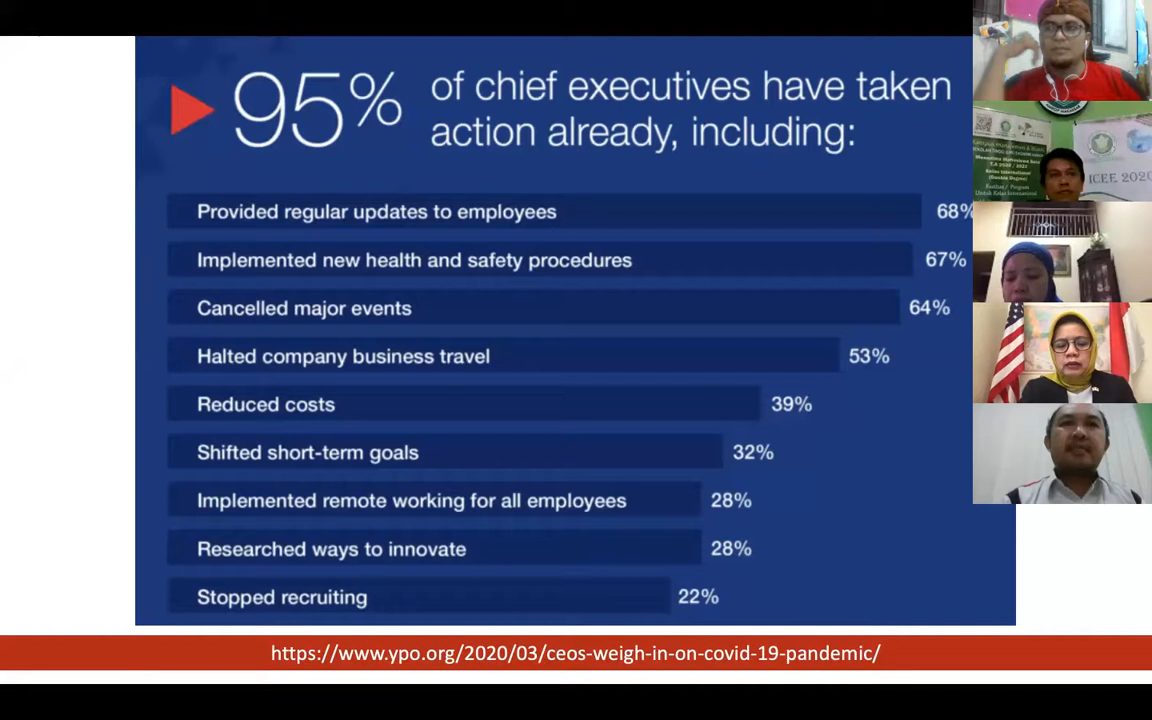 95%
of chief executives have taken
action already, including:
Provided regular updates to employees 68%
Implemented new health and safety procedures 67%
Cancelled major events 64%
Halted company business travel 53%
Reduced costs 39%
Shifted short-term goals 32%
Implemented remote working for all employees 28%
Researched ways to innovate 28%
Stopped recruiting 22%
https://www.ypo.org/2020/03/ceos-weigh-in-on-covid-19-pandemic/
ICEE 2020